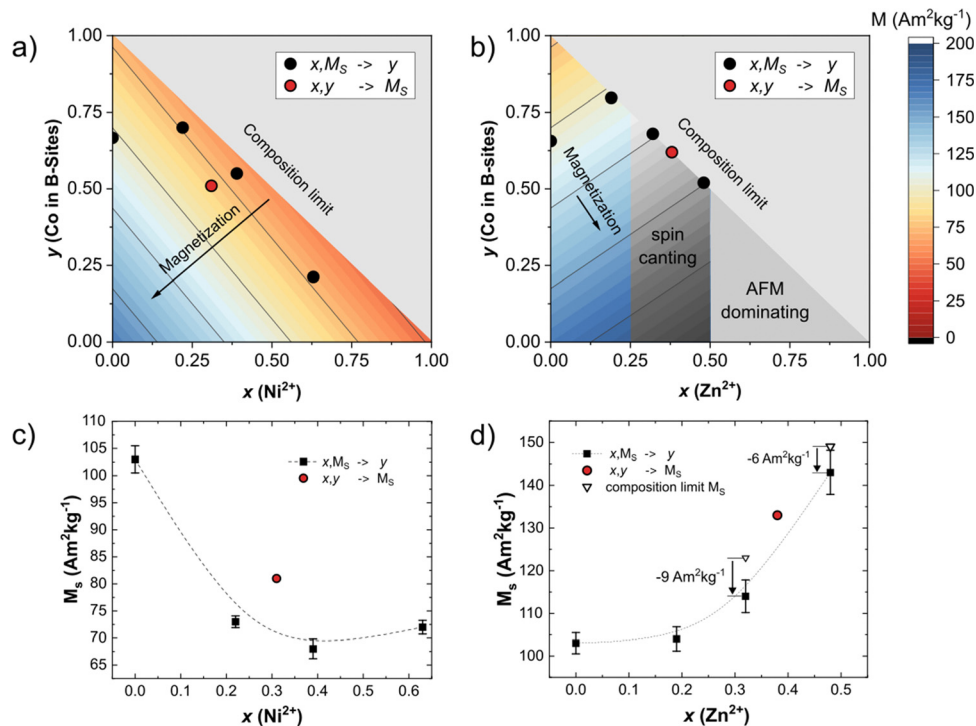 a)
1.00
0.75
0.50
0.25
0.00
y (Co in B-Sites)
x,MS -> y
x,y -> MS
Composition limit
Magnetization
0.00 0.25 0.50 0.75 1.00
x (Ni2+)
b)
1.00
0.75
0.50
0.25
0.00
y (Co in B-Sites)
x,MS -> y
x,y -> MS
Composition limit
Magnetization
spin
canting
AFM
dominating
0.00 0.25 0.50 0.75 1.00
x (Zn2+)
M (Am2kg-1)
200
175
150
125
100
75
50
25
0
c)
110
105
100
95
90
85
80
75
70
65
Ms (Am2kg-1)
x,MS -> y
x,y -> MS
0.0 0.1 0.2 0.3 0.4 0.5 0.6
x (Ni2+)
d)
150
140
130
120
110
100
Ms (Am2kg-1)
x,MS -> y
x,y -> MS
composition limit MS
-6 Am2kg-1
-9 Am2kg-1
0.0 0.1 0.2 0.3 0.4 0.5
x (Zn2+)